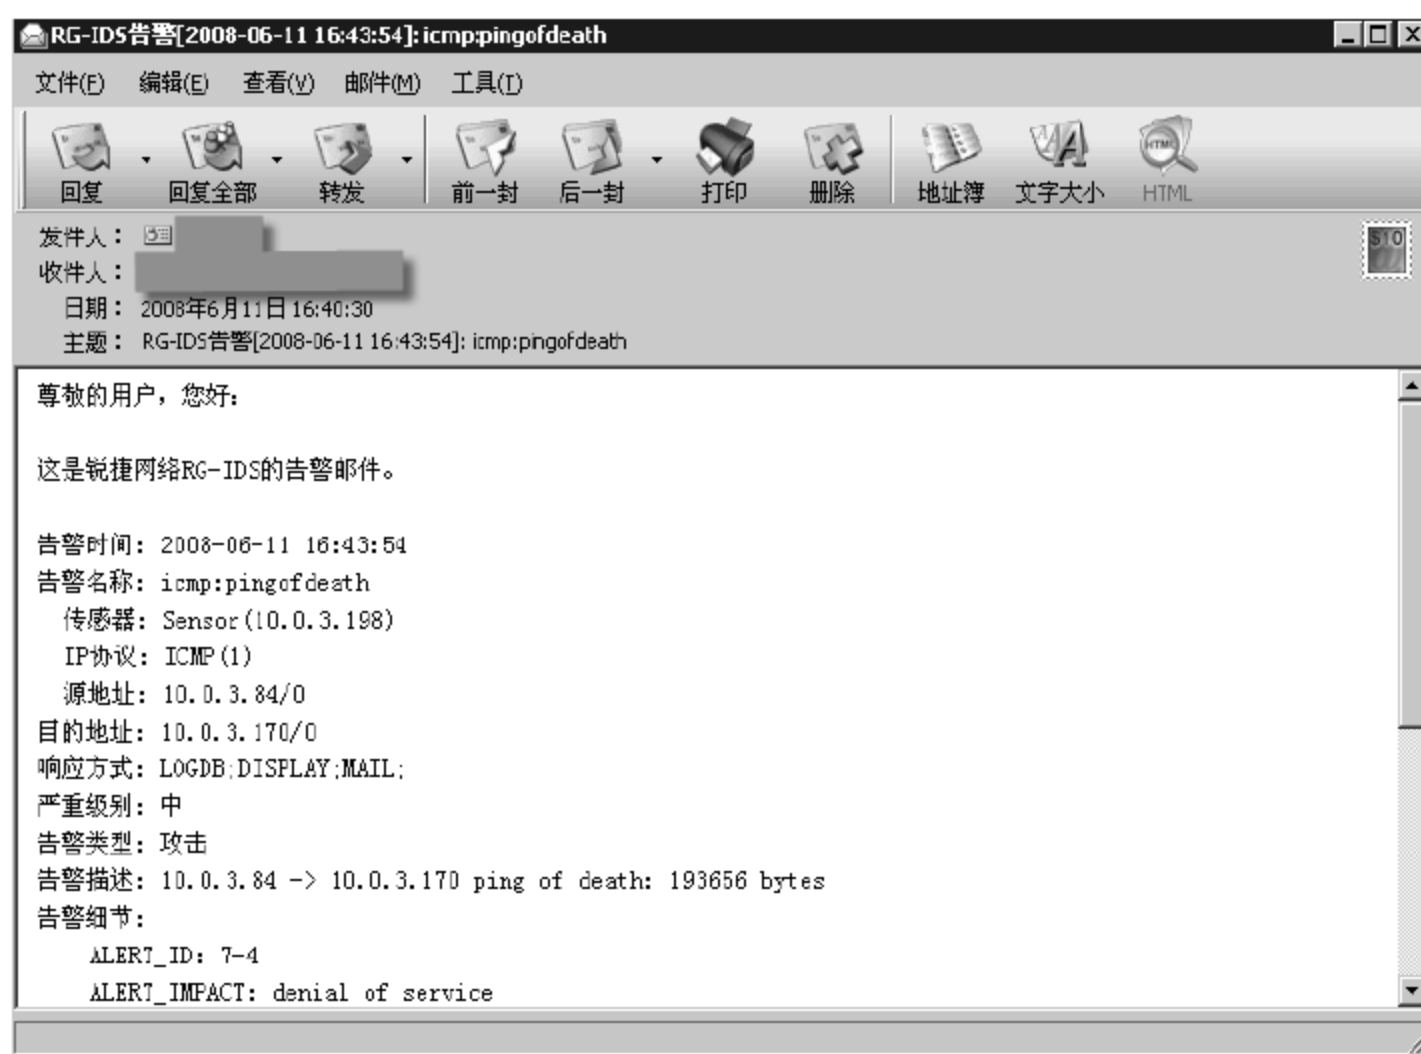 RG-IDS告警[2008-06-11 16:43:54]: icmp:pingofdeath
文件(F) 编辑(E) 查看(V) 邮件(M) 工具(T)
回复 回复全部 转发 前一封 后一封 打印 删除 地址簿 文字大小 HTML
发件人：
$10
收件人：
日期： 2008年6月11日 16:40:30
主题： RG-IDS告警[2008-06-11 16:43:54]: icmp:pingofdeath
尊敬的用户，您好：
这是锐捷网络RG-IDS的告警邮件。
告警时间: 2008-06-11 16:43:54
告警名称: icmp:pingofdeath
传感器: Sensor(10.0.3.198)
IP协议: ICMP(1)
源地址: 10.0.3.84/0
目的地址: 10.0.3.170/0
响应方式: LOGDB;DISPLAY;MAIL;
严重级别: 中
告警类型: 攻击
告警描述: 10.0.3.84 -> 10.0.3.170 ping of death: 193656 bytes
告警细节:
ALERT_ID: 7-4
ALERT_IMPACT: denial of service